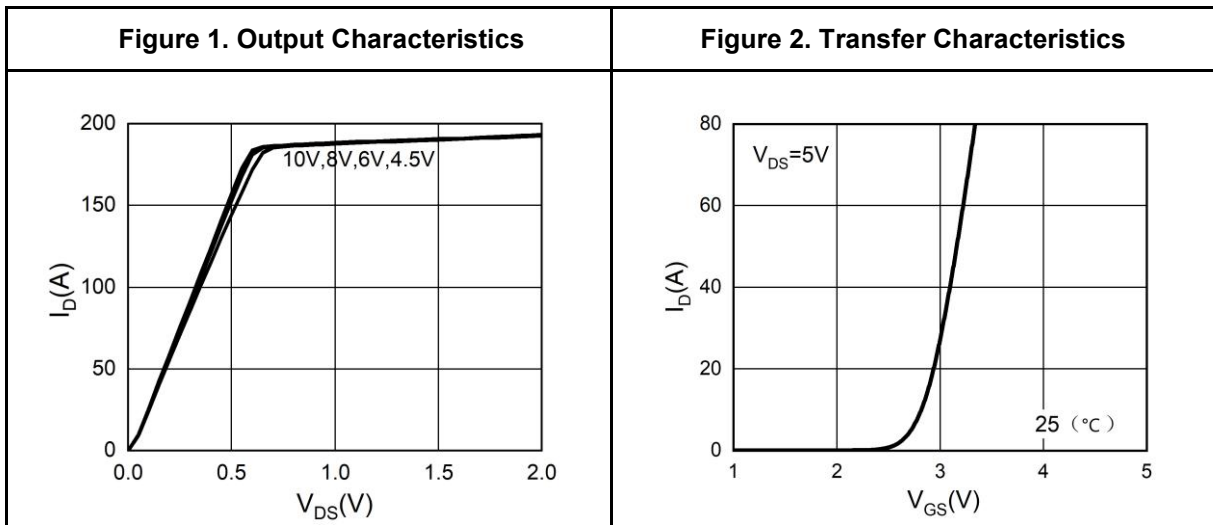 Figure 1. Output Characteristics
Figure 2. Transfer Characteristics
200
150
100
50
0
I_D(A)
10V,8V,6V,4.5V
0.0 0.5 1.0 1.5 2.0
V_DS(V)
80
60
40
20
0
I_D(A)
V_DS=5V
25（℃）
1 2 3 4 5
V_GS(V)